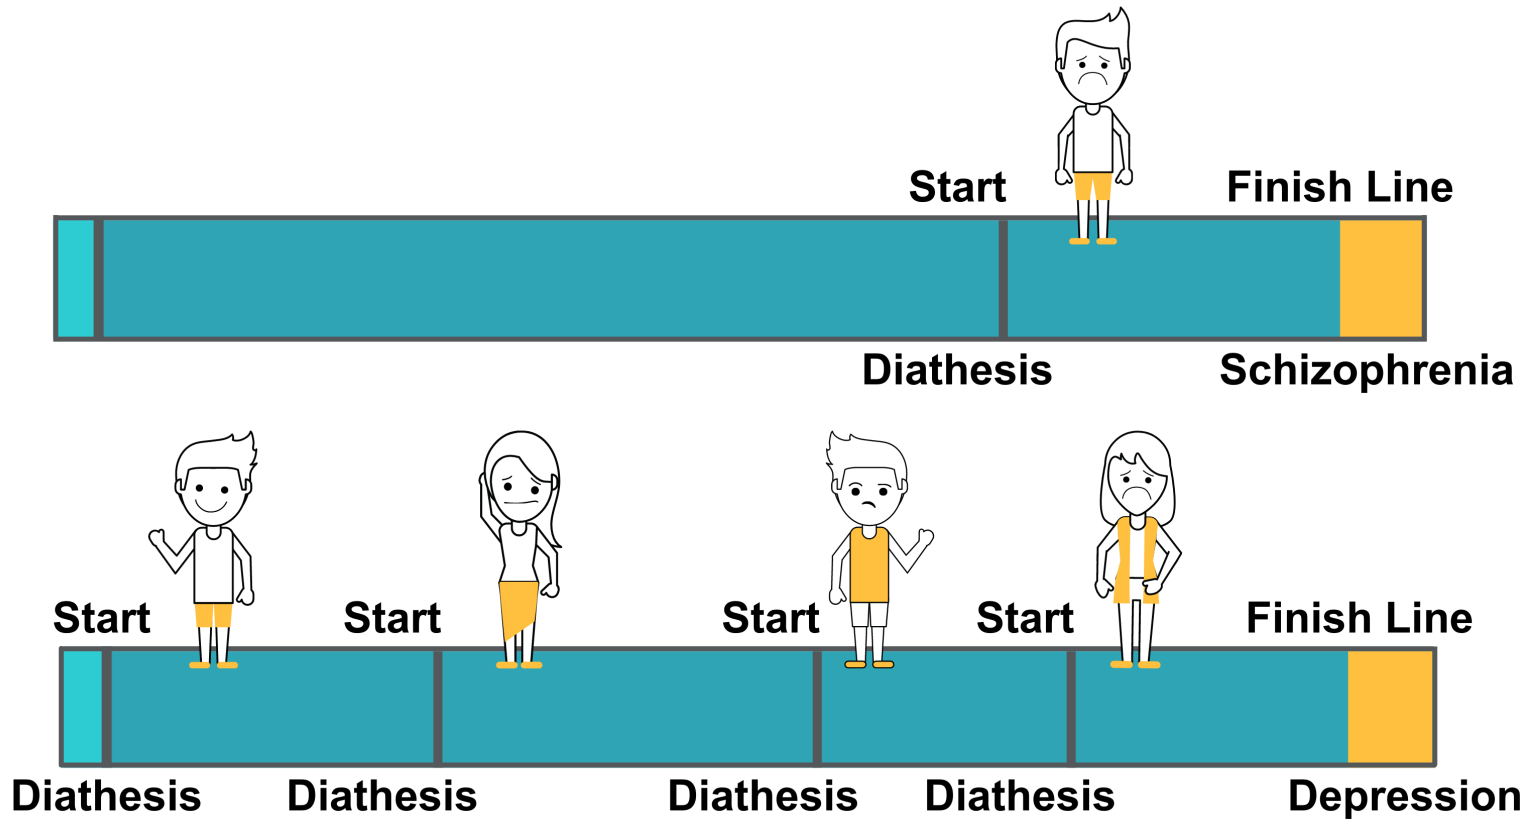 Start Finish Line
Diathesis Schizophrenia
Start Start Start Start Finish Line
Diathesis Diathesis Diathesis Diathesis Depression